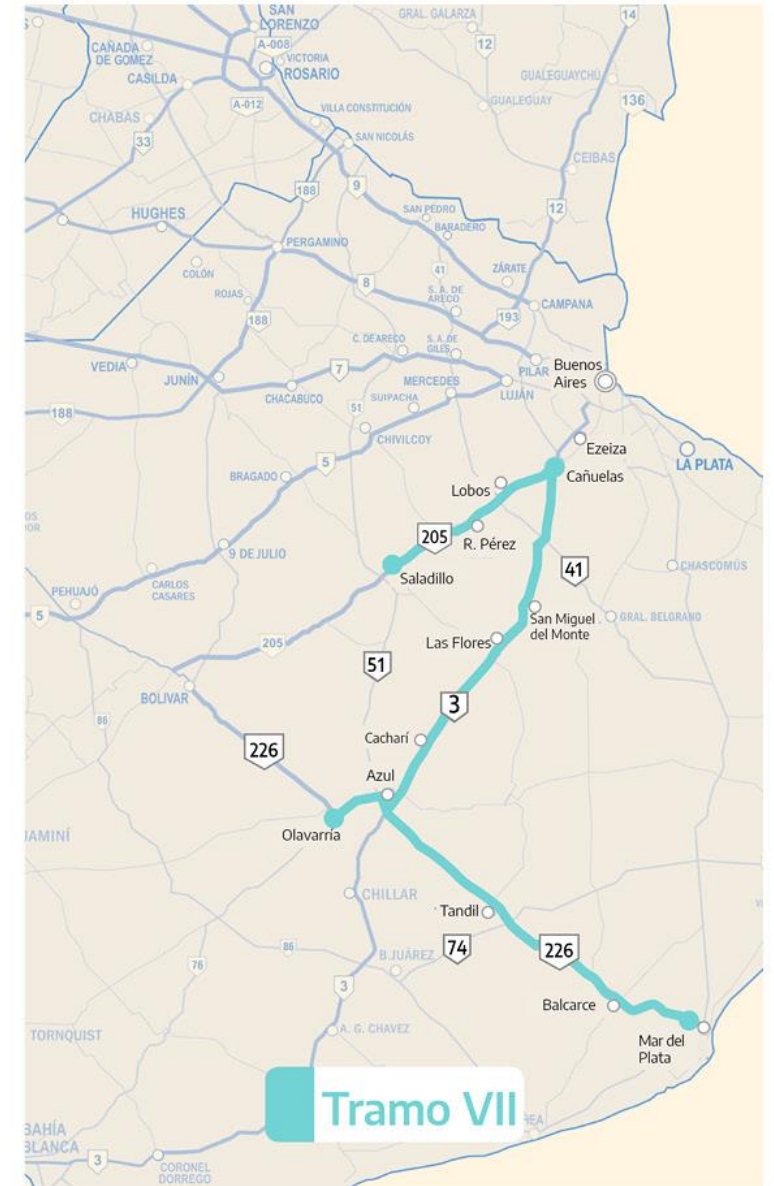 SAN
LORENZO
GRAL. GALARZA
14
CAÑADA
DE GOMEZ
A-008
VICTORIA
12
ROSARIO
CASILDA
GUALEGUAYCHÚ
A-012
VILLA CONSTITUCIÓN
GUALEGUAY
136
CHABAS
33
SAN NICOLÁS
CEIBAS
188
9
HUGHES
SAN PEDRO
12
BARADERO
PERGAMINO
COLÓN
41
ZÁRATE
ROJAS
8
S. A. DE
ARECO
CAMPANA
188
193
C. DE ARECO
S. A. DE
GILES
VEDIA
7
PILAR
Buenos
Aires
JUNÍN
MERCEDES
CHACABUCO
SUIPACHA
LUJÁN
188
51
CHIVILCOY
Ezeiza
5
LA PLATA
BRAGADO
Cañuelas
Lobos
205
R. Pérez
9 DE JULIO
CARLOS
CASARES
Saladillo
41
CHASCOMÚS
PEHUAJÓ
5
San Miguel
del Monte
GRAL. BELGRANO
205
Las Flores
51
BOLIVAR
3
86
226
Cacharí
Azul
Olavarria
AMINÍ
CHILLAR
Tandil
86
74
226
76
B.JUÁREZ
3
Balcarce
TORNQUIST
A. G. CHAVEZ
Mar del
Plata
Tramo VII
BAHÍA
BLANCA
3
CORONEL
DORREGO